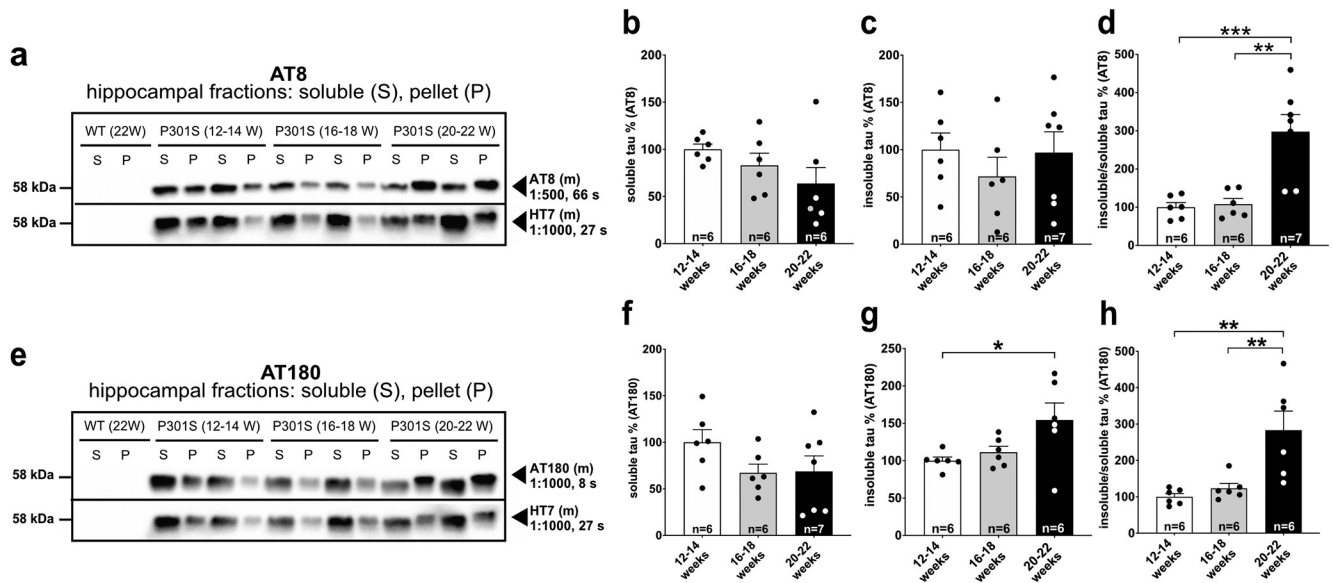 a
AT8
hippocampal fractions: soluble (S), pellet (P)
WT (22W) P301S (12-14 W) P301S (16-18 W) P301S (20-22 W)
S P S P S P S P S P S P S P
58 kDa
AT8 (m)
1:500, 66 s
58 kDa
HT7 (m)
1:1000, 27 s
b
soluble tau % (AT8)
200
150
100
50
0
n=6 n=6 n=6
12-14 weeks
16-18 weeks
20-22 weeks
c
insoluble tau % (AT8)
200
150
100
50
0
n=6 n=6 n=7
12-14 weeks
16-18 weeks
20-22 weeks
d
insoluble/soluble tau % (AT8)
500
400
300
200
100
0
***
**
n=6 n=6 n=7
12-14 weeks
16-18 weeks
20-22 weeks
e
AT180
hippocampal fractions: soluble (S), pellet (P)
WT (22W) P301S (12-14 W) P301S (16-18 W) P301S (20-22 W)
S P S P S P S P S P S P S P
58 kDa
AT180 (m)
1:1000, 8 s
58 kDa
HT7 (m)
1:1000, 27 s
f
soluble tau % (AT180)
200
150
100
50
0
n=6 n=6 n=7
12-14 weeks
16-18 weeks
20-22 weeks
g
insoluble tau % (AT180)
250
200
150
100
50
0
*
n=6 n=6 n=6
12-14 weeks
16-18 weeks
20-22 weeks
h
insoluble/soluble tau % (AT180)
500
400
300
200
100
0
**
**
n=6 n=6 n=6
12-14 weeks
16-18 weeks
20-22 weeks